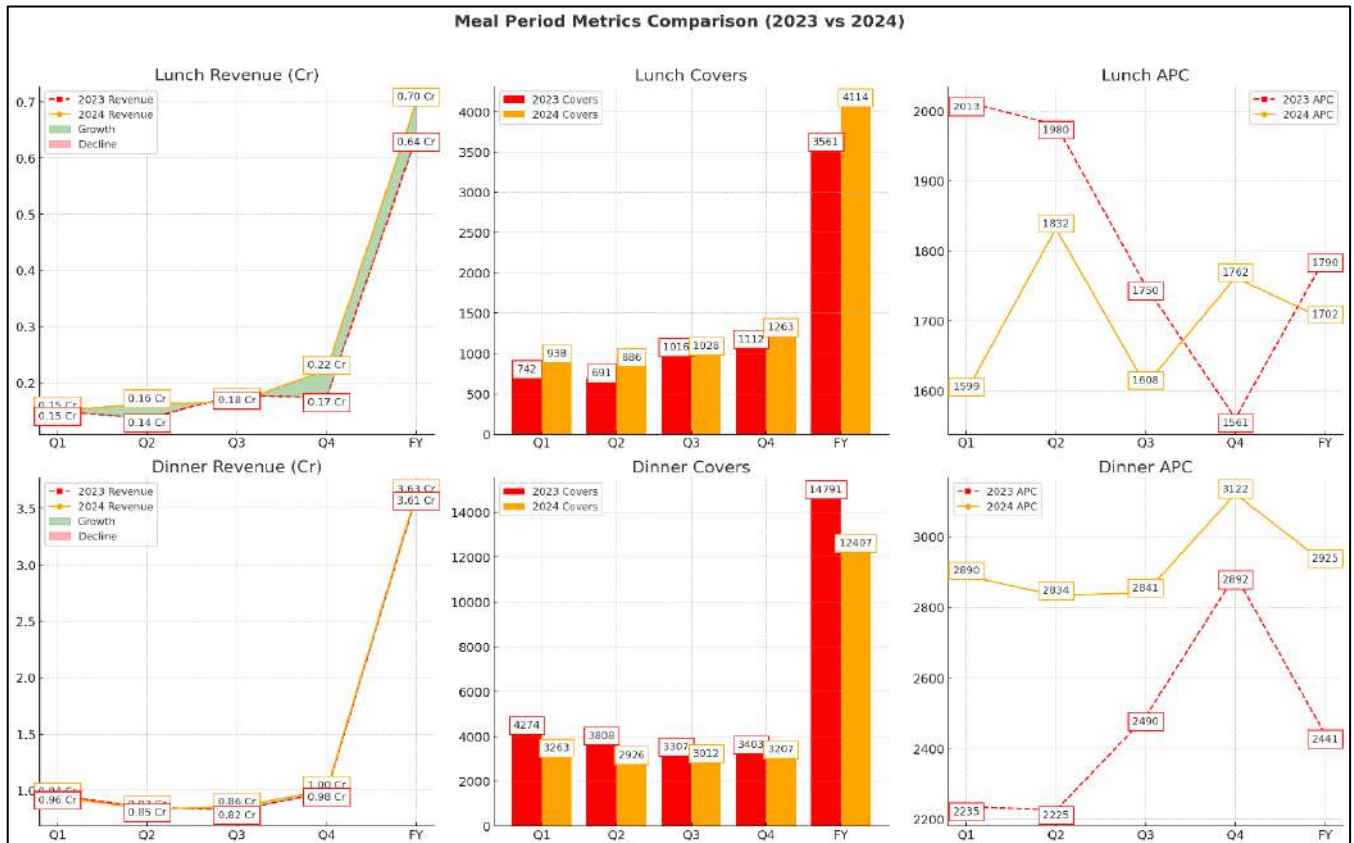 Meal Period Metrics Comparison (2023 vs 2024)
Lunch Revenue (Cr)
2023 Revenue
2024 Revenue
Growth
Decline
0.7
0.6
0.5
0.4
0.3
0.2
0.70 Cr
0.64 Cr
0.22 Cr
0.16 Cr
0.15 Cr
0.15 Cr
0.14 Cr
0.18 Cr
0.17 Cr
Q1 Q2 Q3 Q4 FY
Lunch Covers
2023 Covers
2024 Covers
4000
3500
3000
2500
2000
1500
1000
500
0
4114
3561
742
938
691
886
1016
1028
1112
1263
Q1 Q2 Q3 Q4 FY
Lunch APC
2023 APC
2024 APC
2000
1900
1800
1700
1600
2013
1980
1832
1750
1762
1790
1702
1599
1608
1561
Q1 Q2 Q3 Q4 FY
Dinner Revenue (Cr)
2023 Revenue
2024 Revenue
Growth
Decline
3.5
3.0
2.5
2.0
1.5
1.0
3.63 Cr
3.61 Cr
0.96 Cr
0.85 Cr
0.86 Cr
0.82 Cr
1.00 Cr
0.98 Cr
Q1 Q2 Q3 Q4 FY
Dinner Covers
2023 Covers
2024 Covers
14000
12000
10000
8000
6000
4000
2000
0
14791
12407
4274
3263
3808
2926
3307
3012
3403
3207
Q1 Q2 Q3 Q4 FY
Dinner APC
2023 APC
2024 APC
3000
2800
2600
2400
2200
3122
2890
2834
2841
2892
2925
2490
2441
2235
2225
Q1 Q2 Q3 Q4 FY